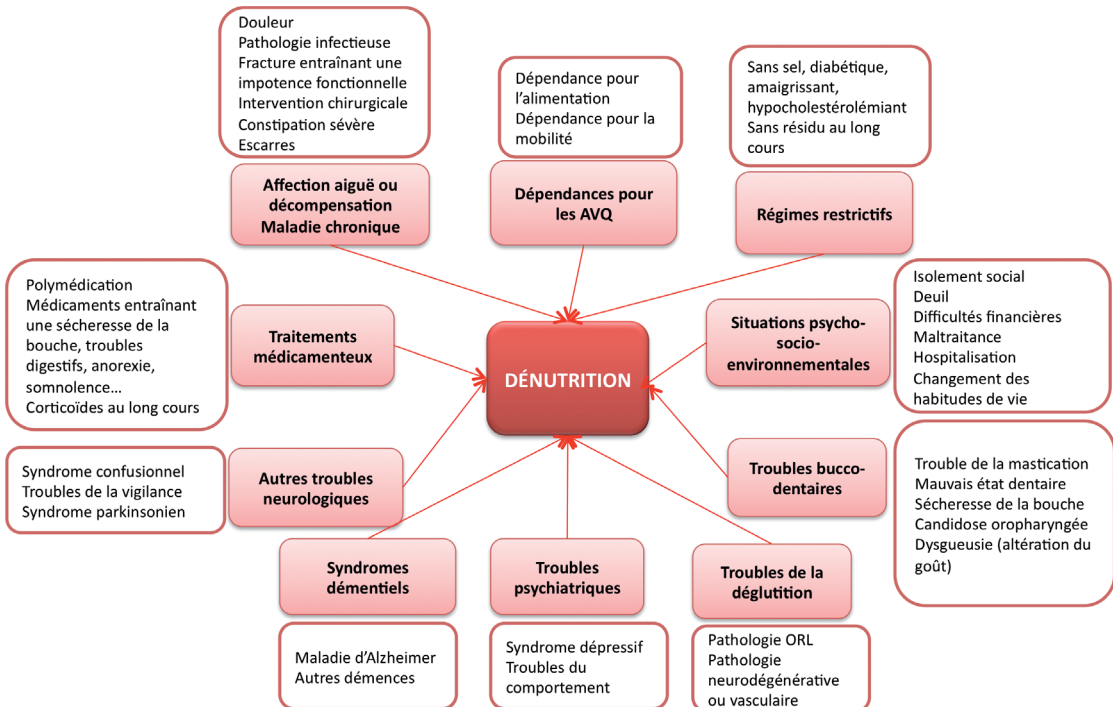 Douleur
Pathologie infectieuse
Fracture entraînant une
impotence fonctionnelle
Intervention chirurgicale
Constipation sévère
Escarres
Affection aiguë ou
décompensation
Maladie chronique
Dépendance pour
l’alimentation
Dépendance pour la
mobilité
Dépendances pour
les AVQ
Sans sel, diabétique,
amaigrissant,
hypocholestérolémiant
Sans résidu au long
cours
Régimes restrictifs
Polymédication
Médicaments entraînant
une sécheresse de la
bouche, troubles
digestifs, anorexie,
somnolence…
Corticoïdes au long cours
Traitements
médicamenteux
DÉNUTRITION
Situations psycho-
socio-
environnementales
Isolement social
Deuil
Difficultés financières
Maltraitance
Hospitalisation
Changement des
habitudes de vie
Syndrome confusionnel
Troubles de la vigilance
Syndrome parkinsonien
Autres troubles
neurologiques
Troubles bucco-
dentaires
Trouble de la mastication
Mauvais état dentaire
Sécheresse de la bouche
Candidose oropharyngée
Dysgueusie (altération du
goût)
Syndromes
démentiels
Maladie d’Alzheimer
Autres démences
Troubles
psychiatriques
Syndrome dépressif
Troubles du
comportement
Troubles de la
déglutition
Pathologie ORL
Pathologie
neurodégénérative
ou vasculaire